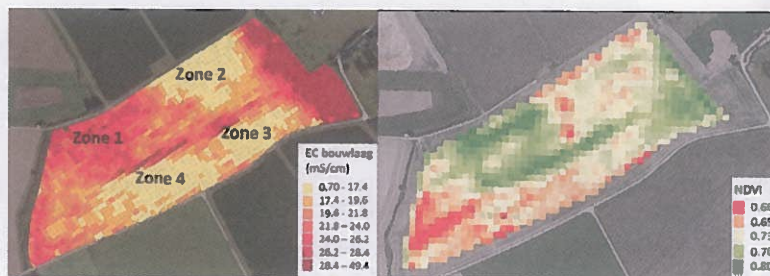 Zone 2
Zone 1
Zone 3
Zone 4
EC bouwlaag
(mS/cm)
0.70 - 17.4
17.4 - 19.6
19.6 - 21.8
21.8 - 24.0
24.0 - 26.2
26.2 - 28.4
28.4 - 49.4
NDVI